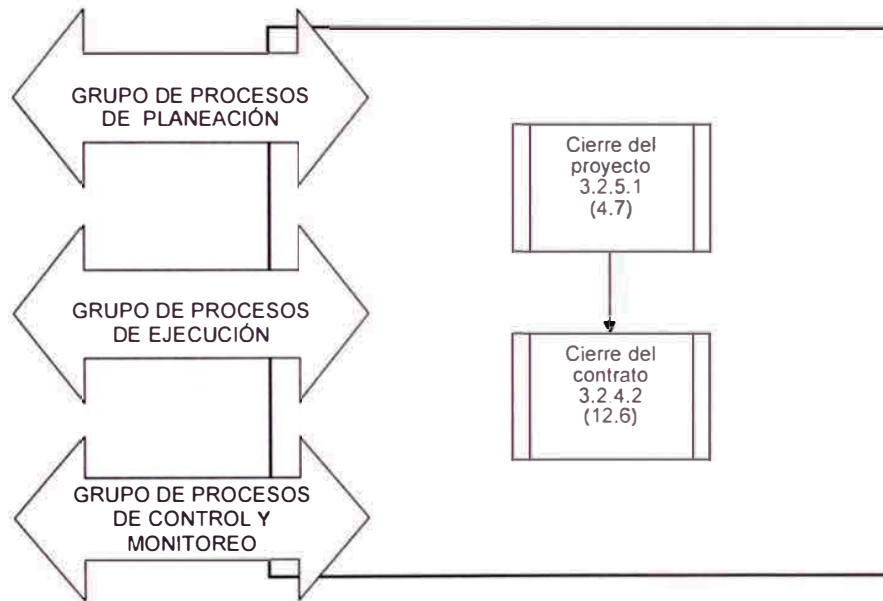 GRUPO DE PROCESOS
DE PLANEACIÓN
Cierre del
proyecto
3.2.5.1
(4.7)
GRUPO DE PROCESOS
DE EJECUCIÓN
Cierre del
contrato
3.2.4.2
(12.6)
GRUPO DE PROCESOS
DE CONTROL Y
MONITOREO